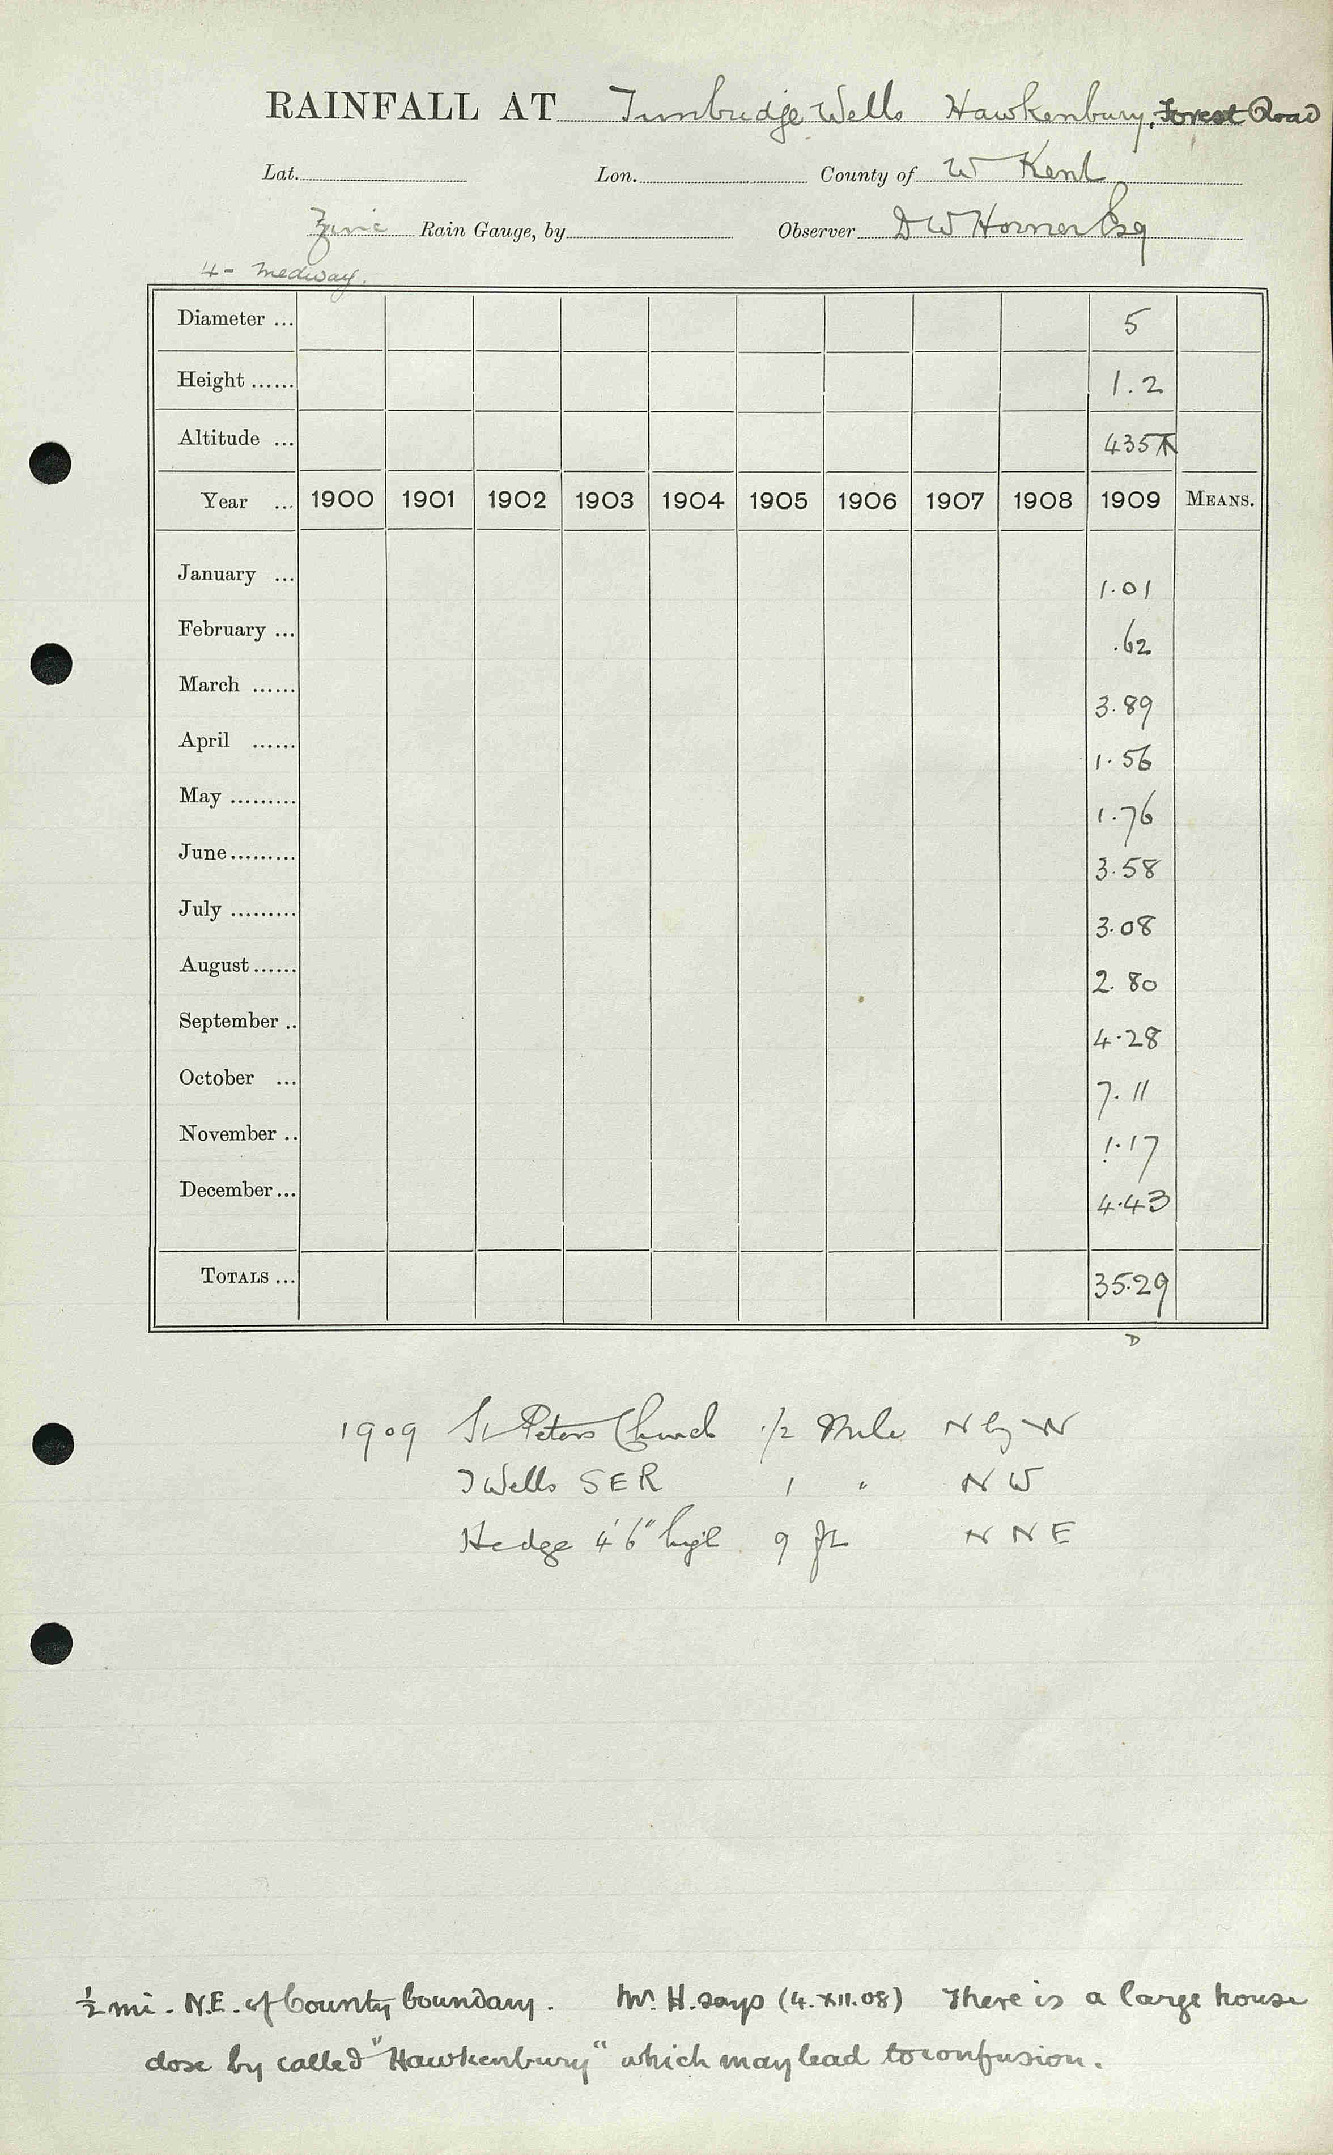 RAINFALL AT Tunbridge Wells Hawkenbury, Forest Road
Lat. Lon. County of W Kent
Zinc Rain Gauge, by Observer D W Horner Esq
4 - Medway.
Diameter ... 5
Height ...... 1.2
Altitude ... 435
Year ... 1900 1901 1902 1903 1904 1905 1906 1907 1908 1909 MEANS.
January ... 1.01
February ... .62
March ...... 3.89
April ...... 1.56
May ......... 1.76
June ......... 3.58
July ......... 3.08
August ...... 2.80
September .. 4.28
October ... 7.11
November .. 1.17
December ... 4.43
TOTALS ... 35.29
D
1909 St Peters Church 1/2 Mile N by W
T Wells SER 1 " NW
Hedge 4'6" high 9 ft NNE
½ mi. N.E. of County boundary. Mr. H. says (4.XII.08) There is a large house
close by called "Hawkenbury" which may lead to confusion.